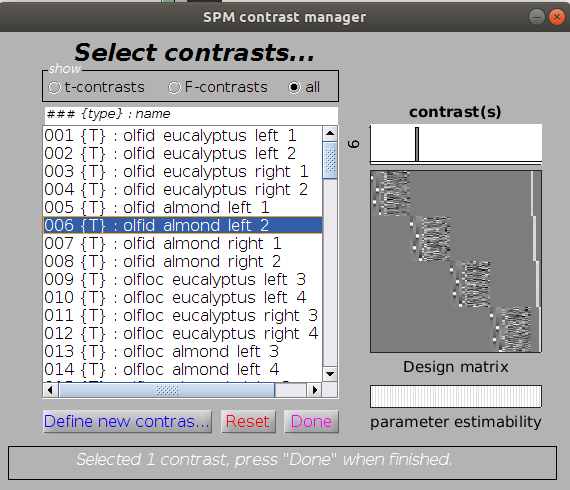 SPM contrast manager
Select contrasts...
show
t-contrasts F-contrasts all
### {type} : name
001 {T} : olfid eucalyptus left 1
002 {T} : olfid eucalyptus left 2
003 {T} : olfid eucalyptus right 1
004 {T} : olfid eucalyptus right 2
005 {T} : olfid almond left 1
006 {T} : olfid almond left 2
007 {T} : olfid almond right 1
008 {T} : olfid almond right 2
009 {T} : olfloc eucalyptus left 3
010 {T} : olfloc eucalyptus left 4
011 {T} : olfloc eucalyptus right 3
012 {T} : olfloc eucalyptus right 4
013 {T} : olfloc almond left 3
014 {T} : olfloc almond left 4
Define new contras... Reset Done
contrast(s)
6
Design matrix
parameter estimability
Selected 1 contrast, press "Done" when finished.